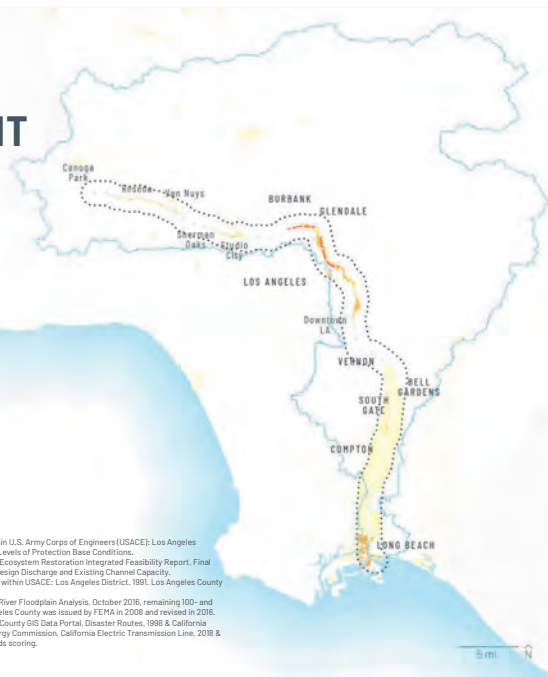 IT
Canoga
Park
Reseda
Van Nuys
BURBANK
GLENDALE
Sherman
Oaks
Studio
City
LOS ANGELES
Downtown
LA
VERNON
BELL
GARDENS
SOUTH
GATE
COMPTON
LONG BEACH
in U.S. Army Corps of Engineers (USACE): Los Angeles
Levels of Protection Base Conditions.
Ecosystem Restoration Integrated Feasibility Report, Final
Design Discharge and Existing Channel Capacity.
within USACE: Los Angeles District. 1991. Los Angeles County
River Floodplain Analysis, October 2016, remaining 100- and
eles County was issued by FEMA in 2008 and revised in 2016.
County GIS Data Portal, Disaster Routes, 1998 & California
rgy Commission, California Electric Transmission Line, 2018 &
ds scoring.
5 mi
N